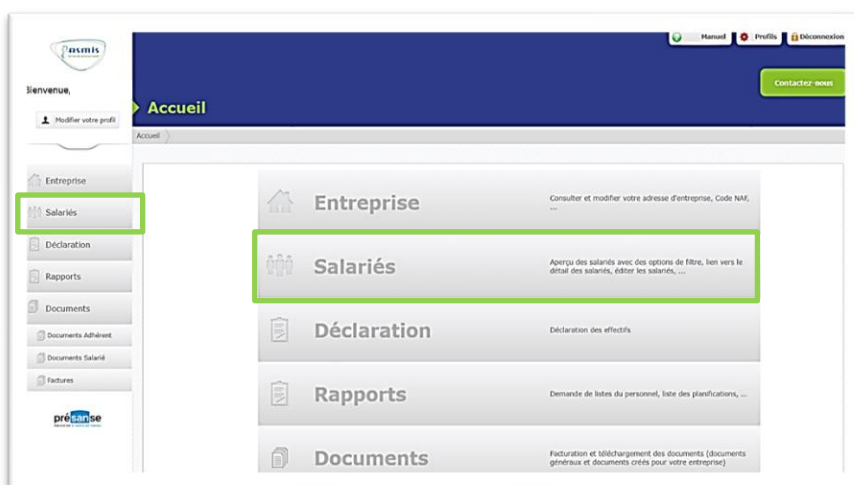 asmis
Manuel
Profils
Déconnexion
Bienvenue,
Contactez-nous
Modifier votre profil
Accueil
Accueil
Entreprise
Salariés
Déclaration
Rapports
Documents
Documents Adhérent
Documents Salarié
Factures
présanse
Entreprise
Consulter et modifier votre adresse d'entreprise, Code NAF,
...
Salariés
Aperçu des salariés avec des options de filtre, lien vers le
détail des salariés, éditer les salariés, ...
Déclaration
Déclaration des effectifs
Rapports
Demande de listes du personnel, liste des planifications, ...
Documents
Facturation et téléchargement des documents (documents
généraux et documents créés pour votre entreprise)